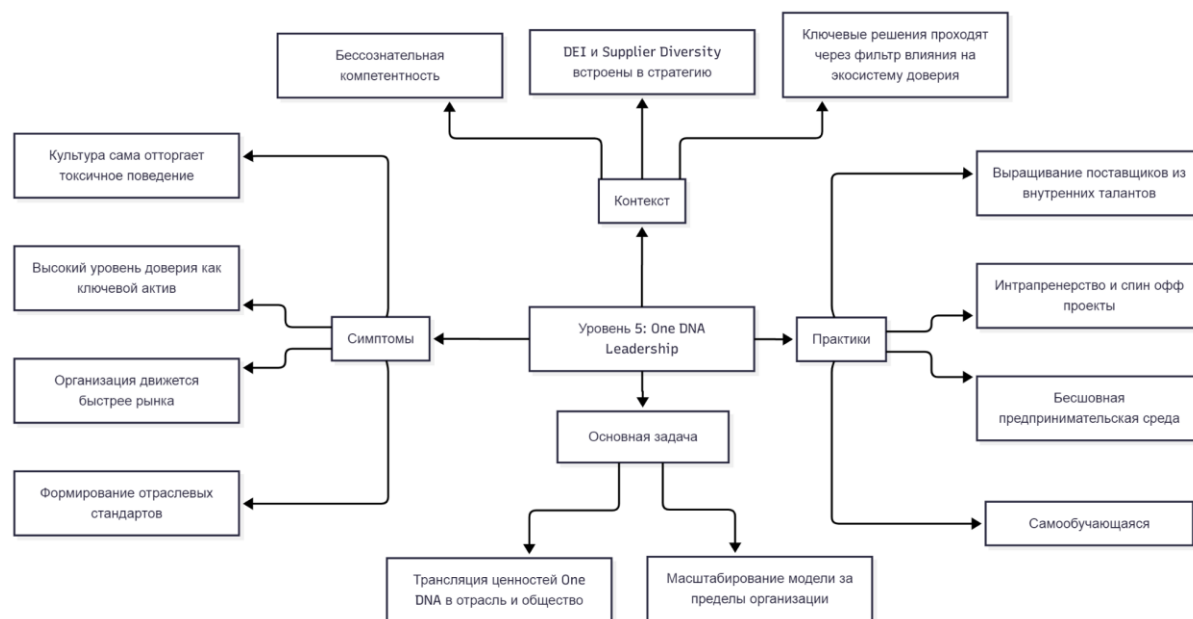 Бессознательная
компетентность
DEI и Supplier Diversity
встроены в стратегию
Ключевые решения проходят
через фильтр влияния на
экосистему доверия
Культура сама отторгает
токсичное поведение
Выращивание поставщиков из
внутренних талантов
Контекст
Высокий уровень доверия как
ключевой актив
Интрапренерство и спин офф
проекты
Симптомы
Уровень 5: One DNA
Leadership
Практики
Организация движется
быстрее рынка
Бесшовная
предпринимательская среда
Основная задача
Формирование отраслевых
стандартов
Самообучающаяся
Трансляция ценностей One
DNA в отрасль и общество
Масштабирование модели за
пределы организации